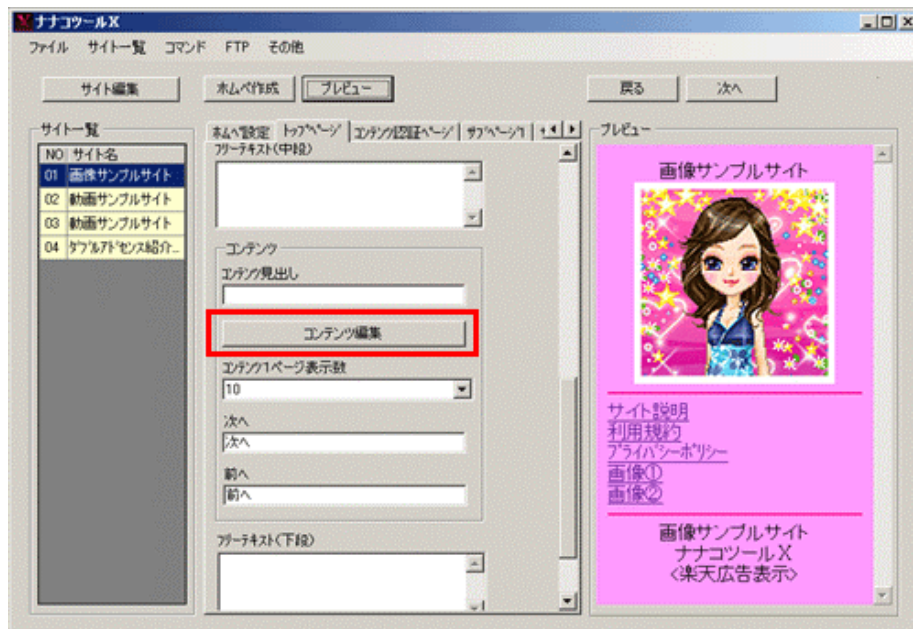 ナナコツールX
ファイル サイト一覧 コマンド FTP その他
サイト編集 ホムペ作成 プレビュー 戻る 次へ
サイト一覧
NO サイト名
01 画像サンプルサイト
02 動画サンプルサイト
03 動画サンプルサイト
04 ダブルアドセンス紹介...
ホムペ設定 トップページ コンテンツ認証ページ サブページ1
フリーテキスト(中段)
コンテンツ
コンテンツ見出し
コンテンツ編集
コンテンツ1ページ表示数
10
次へ
次へ
前へ
前へ
フリーテキスト(下段)
プレビュー
画像サンプルサイト
サイト説明
利用規約
プライバシーポリシー
画像①
画像②
画像サンプルサイト
ナナコツールX
<楽天広告表示>